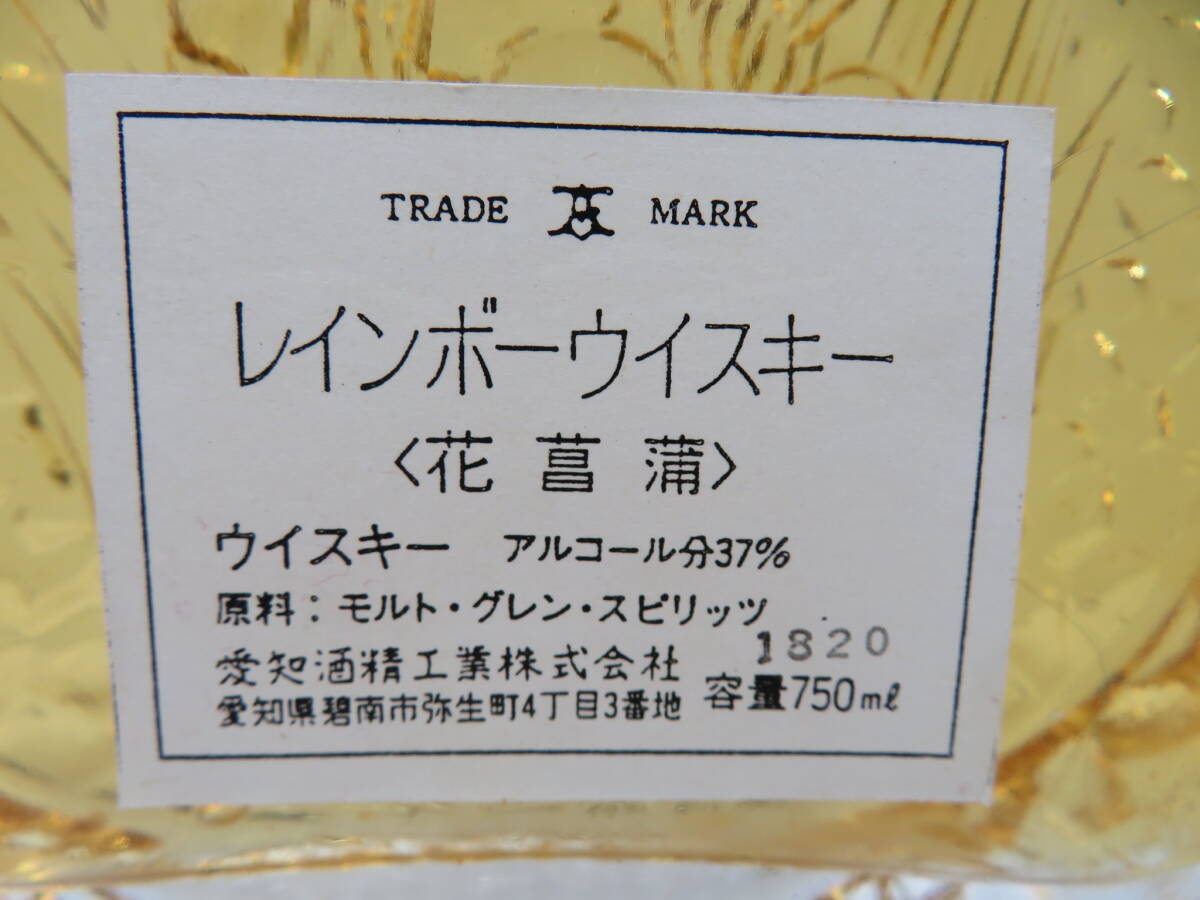 TRADE MARK
レインボーウイスキー
〈花菖蒲〉
ウイスキー アルコール分37%
原料：モルト・グレン・スピリッツ
1820
愛知酒精工業株式会社
愛知県碧南市弥生町4丁目3番地 容量750ml